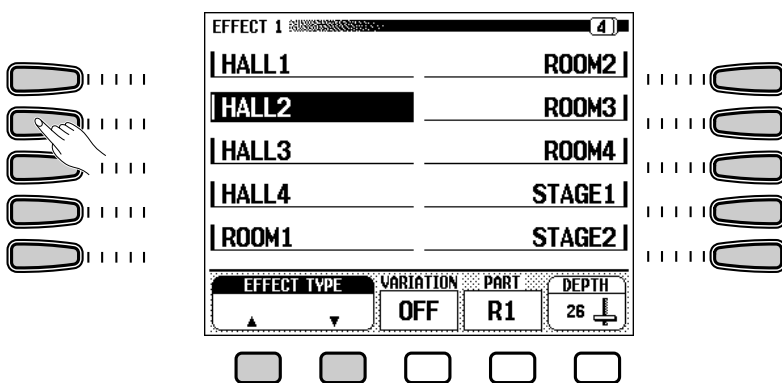 EFFECT 1 4
HALL1 ROOM2
HALL2 ROOM3
HALL3 ROOM4
HALL4 STAGE1
ROOM1 STAGE2
EFFECT TYPE VARIATION PART DEPTH
▲ ▼ OFF R1 26